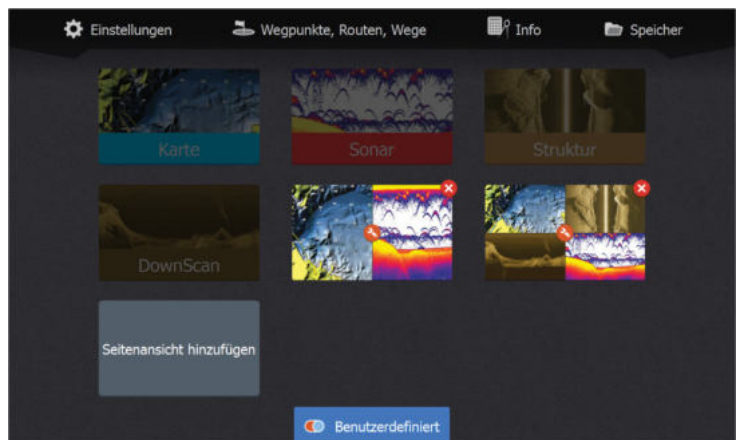 Einstellungen
Wegpunkte, Routen, Wege
Info
Speicher
Karte
Sonar
Struktur
DownScan
Seitenansicht hinzufügen
Benutzerdefiniert